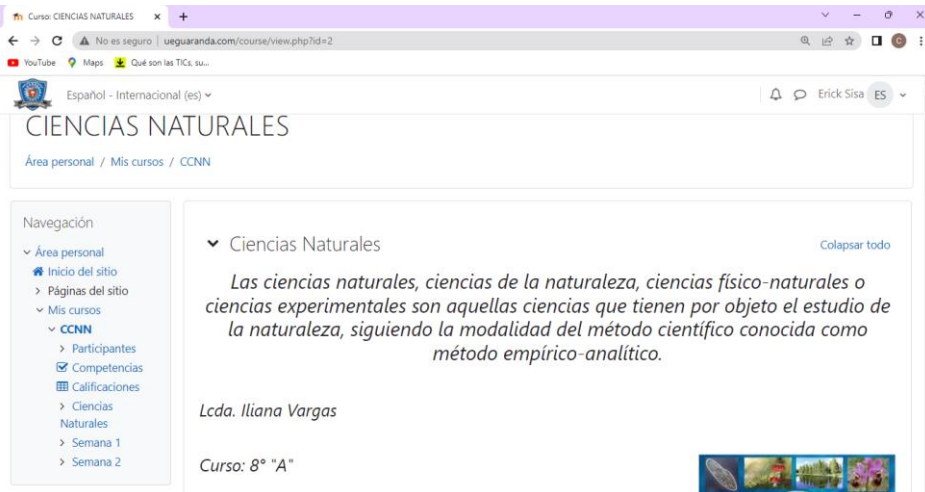 Curso: CIENCIAS NATURALES
No es seguro | ueguaranda.com/course/view.php?id=2
YouTube Maps Qué son las TICs, su...
Español - Internacional (es)
Erick Sisa ES
CIENCIAS NATURALES
Área personal / Mis cursos / CCNN
Navegación
Área personal
Inicio del sitio
Páginas del sitio
Mis cursos
CCNN
Participantes
Competencias
Calificaciones
Ciencias
Naturales
Semana 1
Semana 2
Ciencias Naturales
Colapsar todo
Las ciencias naturales, ciencias de la naturaleza, ciencias físico-naturales o
ciencias experimentales son aquellas ciencias que tienen por objeto el estudio de
la naturaleza, siguiendo la modalidad del método científico conocida como
método empírico-analítico.
Lcda. Iliana Vargas
Curso: 8° "A"